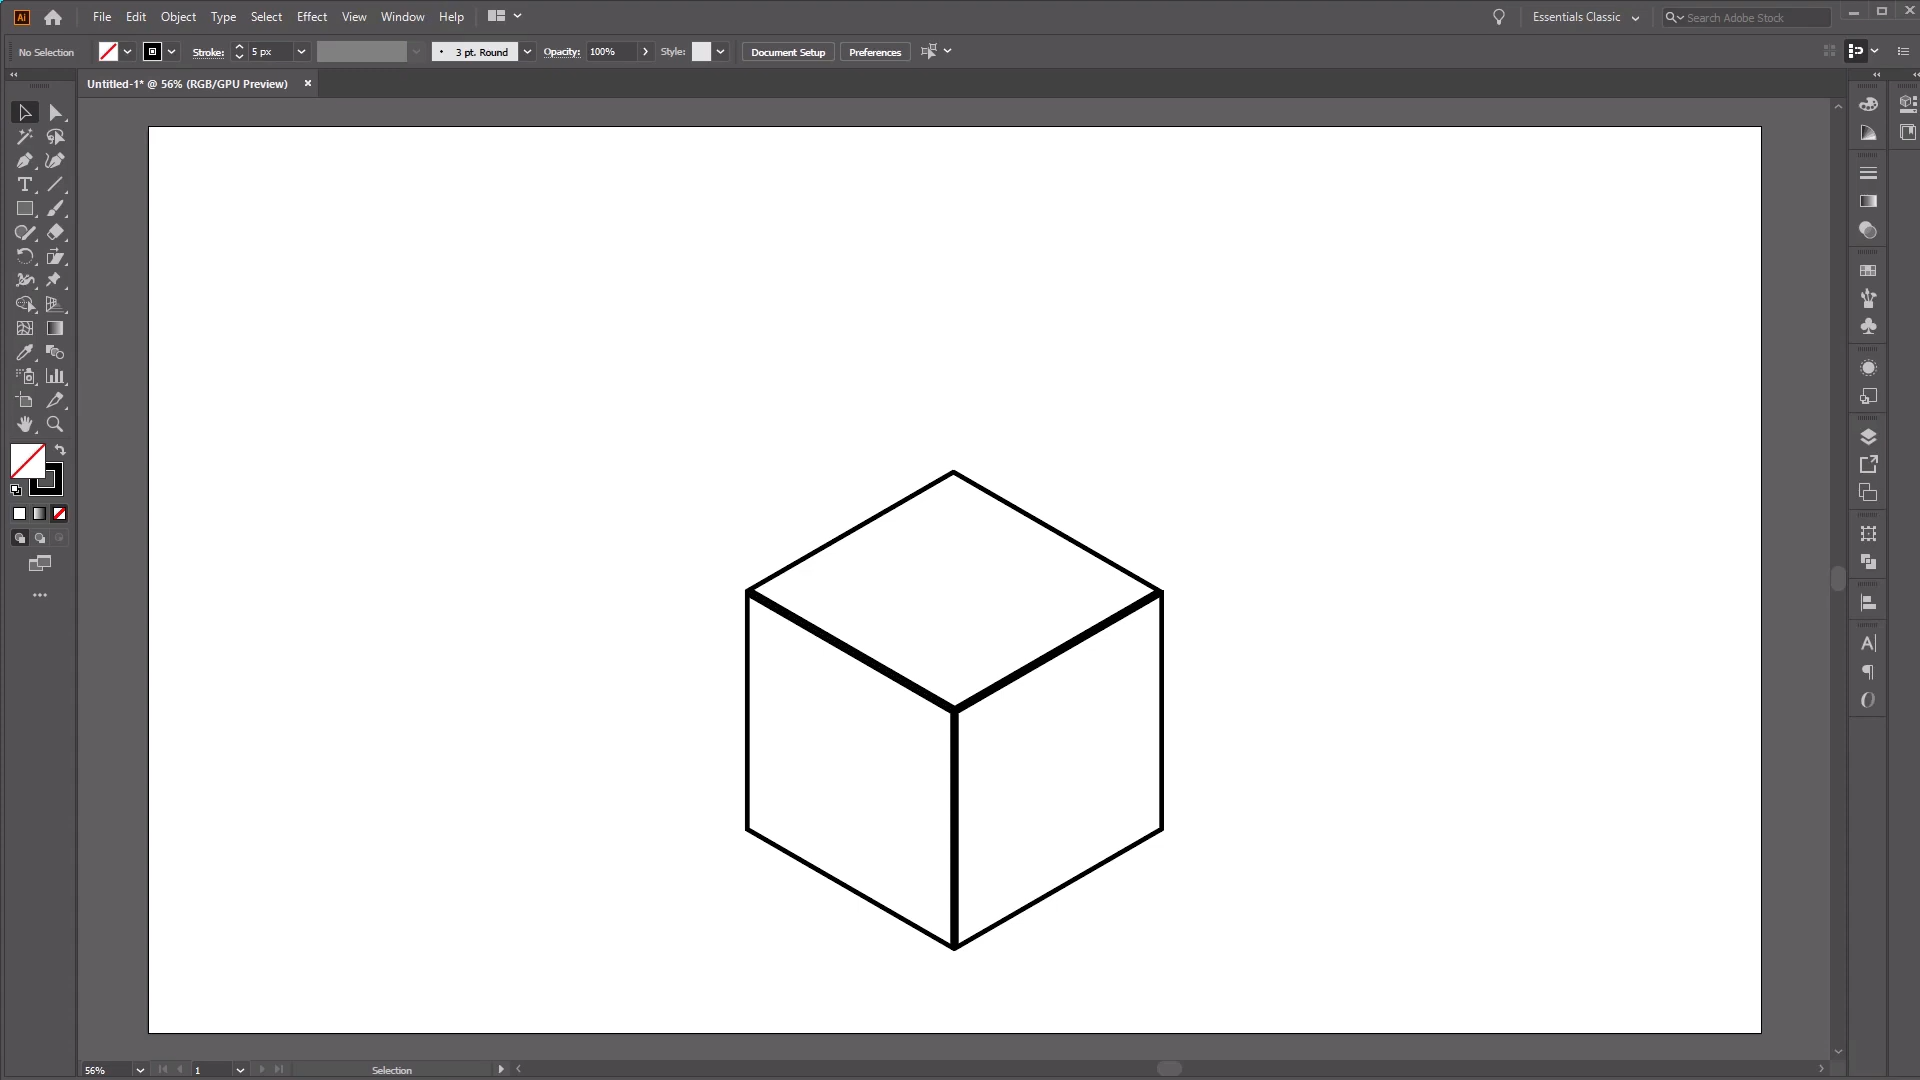 Ai File Edit Object Type Select Effect View Window Help Essentials Classic Search Adobe Stock
No Selection Stroke: 5 px 3 pt. Round Opacity: 100% Style: Document Setup Preferences
Untitled-1* @ 56% (RGB/GPU Preview)
56% 1 Selection